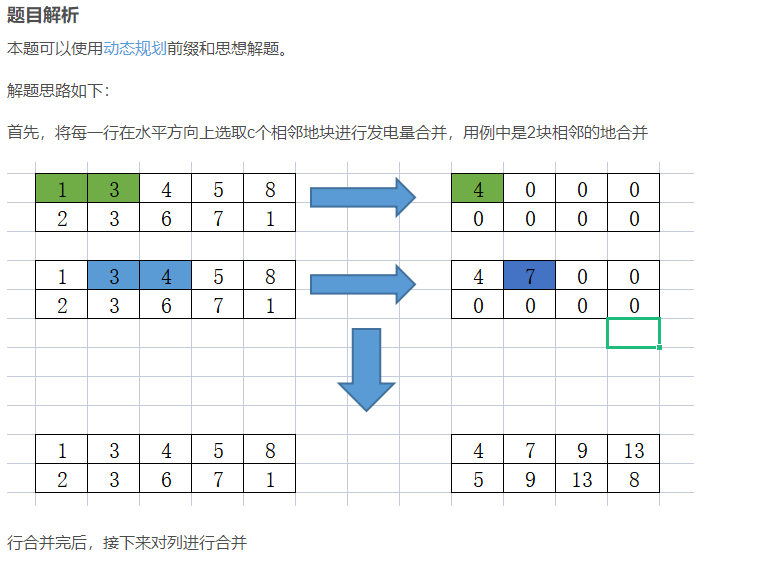 题目解析
本题可以使用动态规划前缀和思想解题。
解题思路如下：
首先，将每一行在水平方向上选取c个相邻地块进行发电量合并，用例中是2块相邻的地合并
1 3 4 5 8 4 0 0 0
2 3 6 7 1 0 0 0 0
1 3 4 5 8 4 7 0 0
2 3 6 7 1 0 0 0 0
1 3 4 5 8 4 7 9 13
2 3 6 7 1 5 9 13 8
行合并完后，接下来对列进行合并